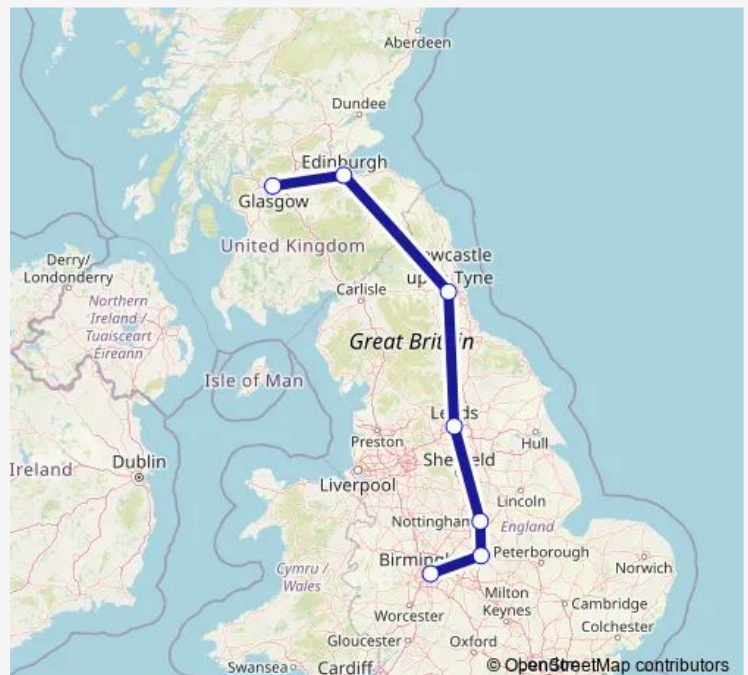 Aberdeen
Dundee
Edinburgh
Glasgow
United Kingdom
Derry/
Londonderry
Northern
Ireland /
Tuaisceart
Éireann
Carlisle
Great
Isle of Man
Preston
Hull
Ireland
Dublin
Liverpool
Lincoln
Nottingham
England
Peterborough
Norwich
Cymru /
Wales
Milton
Keynes
Worcester
Cambridge
Colchester
Gloucester
Oxford
Swansea
Cardiff
© OpenStreetMap contributors